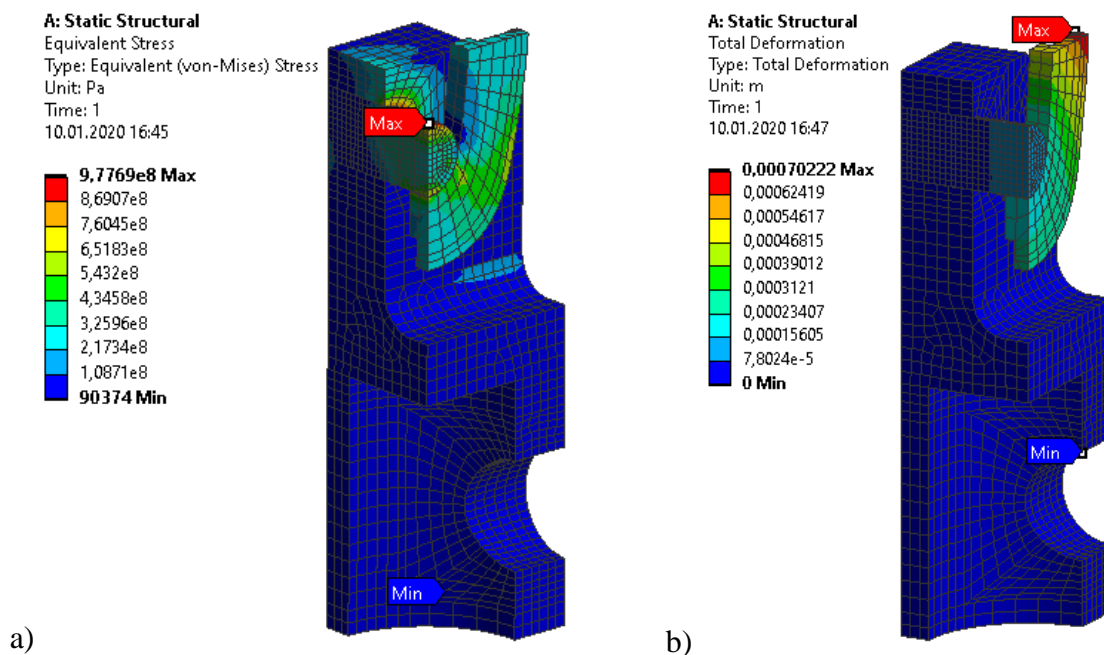 A: Static Structural
Equivalent Stress
Type: Equivalent (von-Mises) Stress
Unit: Pa
Time: 1
10.01.2020 16:45
9,7769e8 Max
8,6907e8
7,6045e8
6,5183e8
5,432e8
4,3458e8
3,2596e8
2,1734e8
1,0871e8
90374 Min
Max
Min
a)
A: Static Structural
Total Deformation
Type: Total Deformation
Unit: m
Time: 1
10.01.2020 16:47
0,00070222 Max
0,00062419
0,00054617
0,00046815
0,00039012
0,0003121
0,00023407
0,00015605
7,8024e-5
0 Min
Max
Min
b)